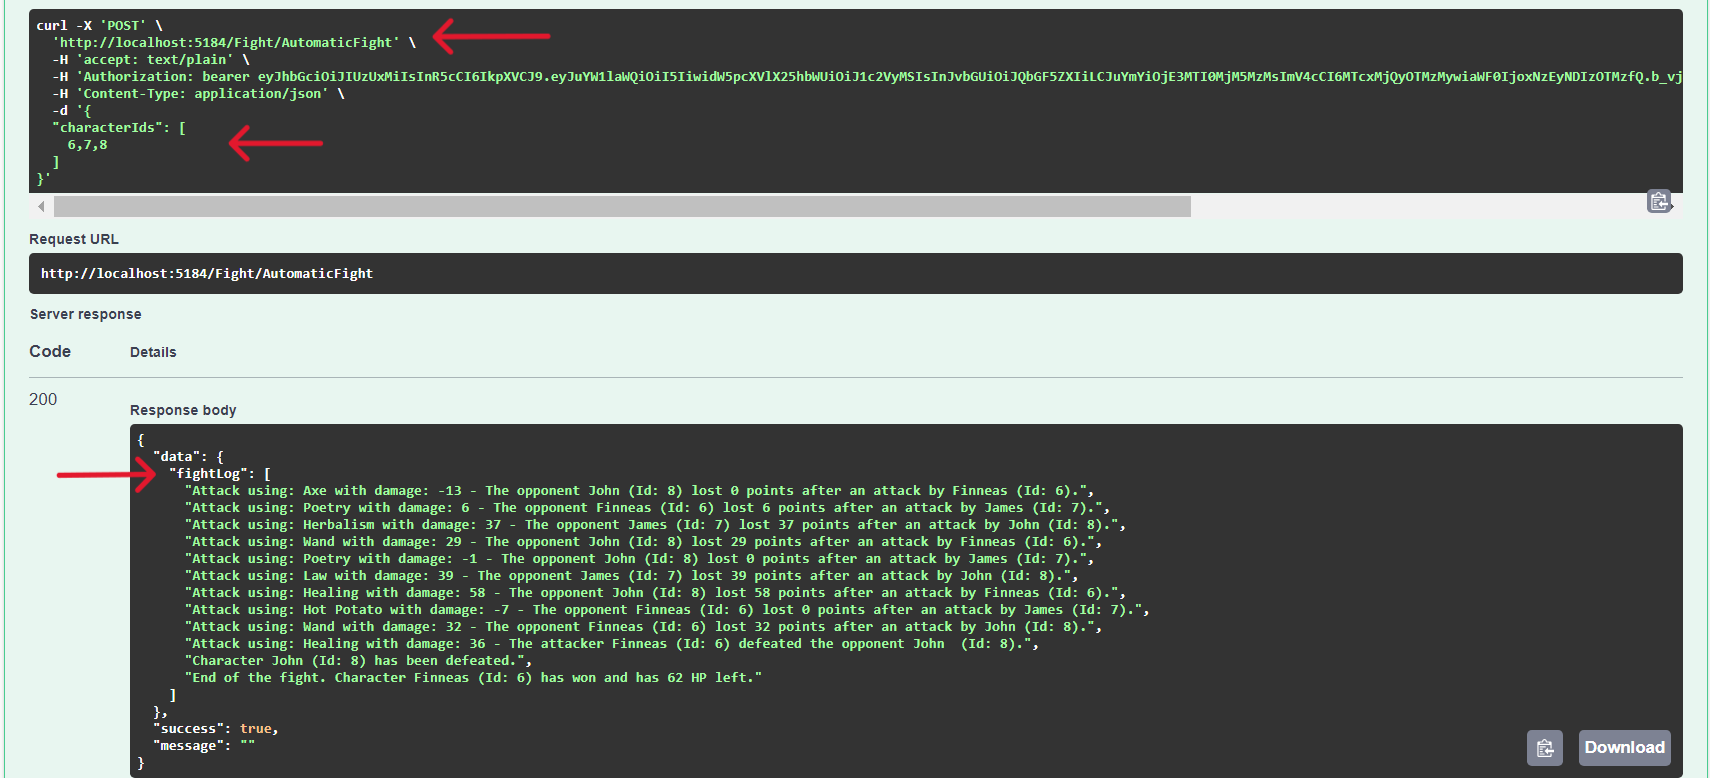 curl -X 'POST' \
'http://localhost:5184/Fight/AutomaticFight' \
-H 'accept: text/plain' \
-H 'Authorization: bearer eyJhbGciOiJIUzUxMiIsInR5cCI6IkpXVCJ9.eyJuYW1laWQiOiI5IiwidW5pcXVlX25hbWUiOiJ1c2VyMSIsInJvbGUiOiJQbGF5ZXIiLCJuYmYiOjE3MTI0MjM5MzMsImV4cCI6MTcxMjQyOTMzMywiaWF0IjoxNzEyNDIzOTMzfQ.b_vj
-H 'Content-Type: application/json' \
-d '{
"characterIds": [
6,7,8
]
}'
Request URL
http://localhost:5184/Fight/AutomaticFight
Server response
Code Details
200
Response body
{
"data": {
"fightLog": [
"Attack using: Axe with damage: -13 - The opponent John (Id: 8) lost 0 points after an attack by Finneas (Id: 6).",
"Attack using: Poetry with damage: 6 - The opponent Finneas (Id: 6) lost 6 points after an attack by James (Id: 7).",
"Attack using: Herbalism with damage: 37 - The opponent James (Id: 7) lost 37 points after an attack by John (Id: 8).",
"Attack using: Wand with damage: 29 - The opponent John (Id: 8) lost 29 points after an attack by Finneas (Id: 6).",
"Attack using: Poetry with damage: -1 - The opponent John (Id: 8) lost 0 points after an attack by James (Id: 7).",
"Attack using: Law with damage: 39 - The opponent James (Id: 7) lost 39 points after an attack by John (Id: 8).",
"Attack using: Healing with damage: 58 - The opponent John (Id: 8) lost 58 points after an attack by Finneas (Id: 6).",
"Attack using: Hot Potato with damage: -7 - The opponent Finneas (Id: 6) lost 0 points after an attack by James (Id: 7).",
"Attack using: Wand with damage: 32 - The opponent Finneas (Id: 6) lost 32 points after an attack by John (Id: 8).",
"Attack using: Healing with damage: 36 - The attacker Finneas (Id: 6) defeated the opponent John  (Id: 8).",
"Character John (Id: 8) has been defeated.",
"End of the fight. Character Finneas (Id: 6) has won and has 62 HP left."
]
},
"success": true,
"message": ""
}
Download